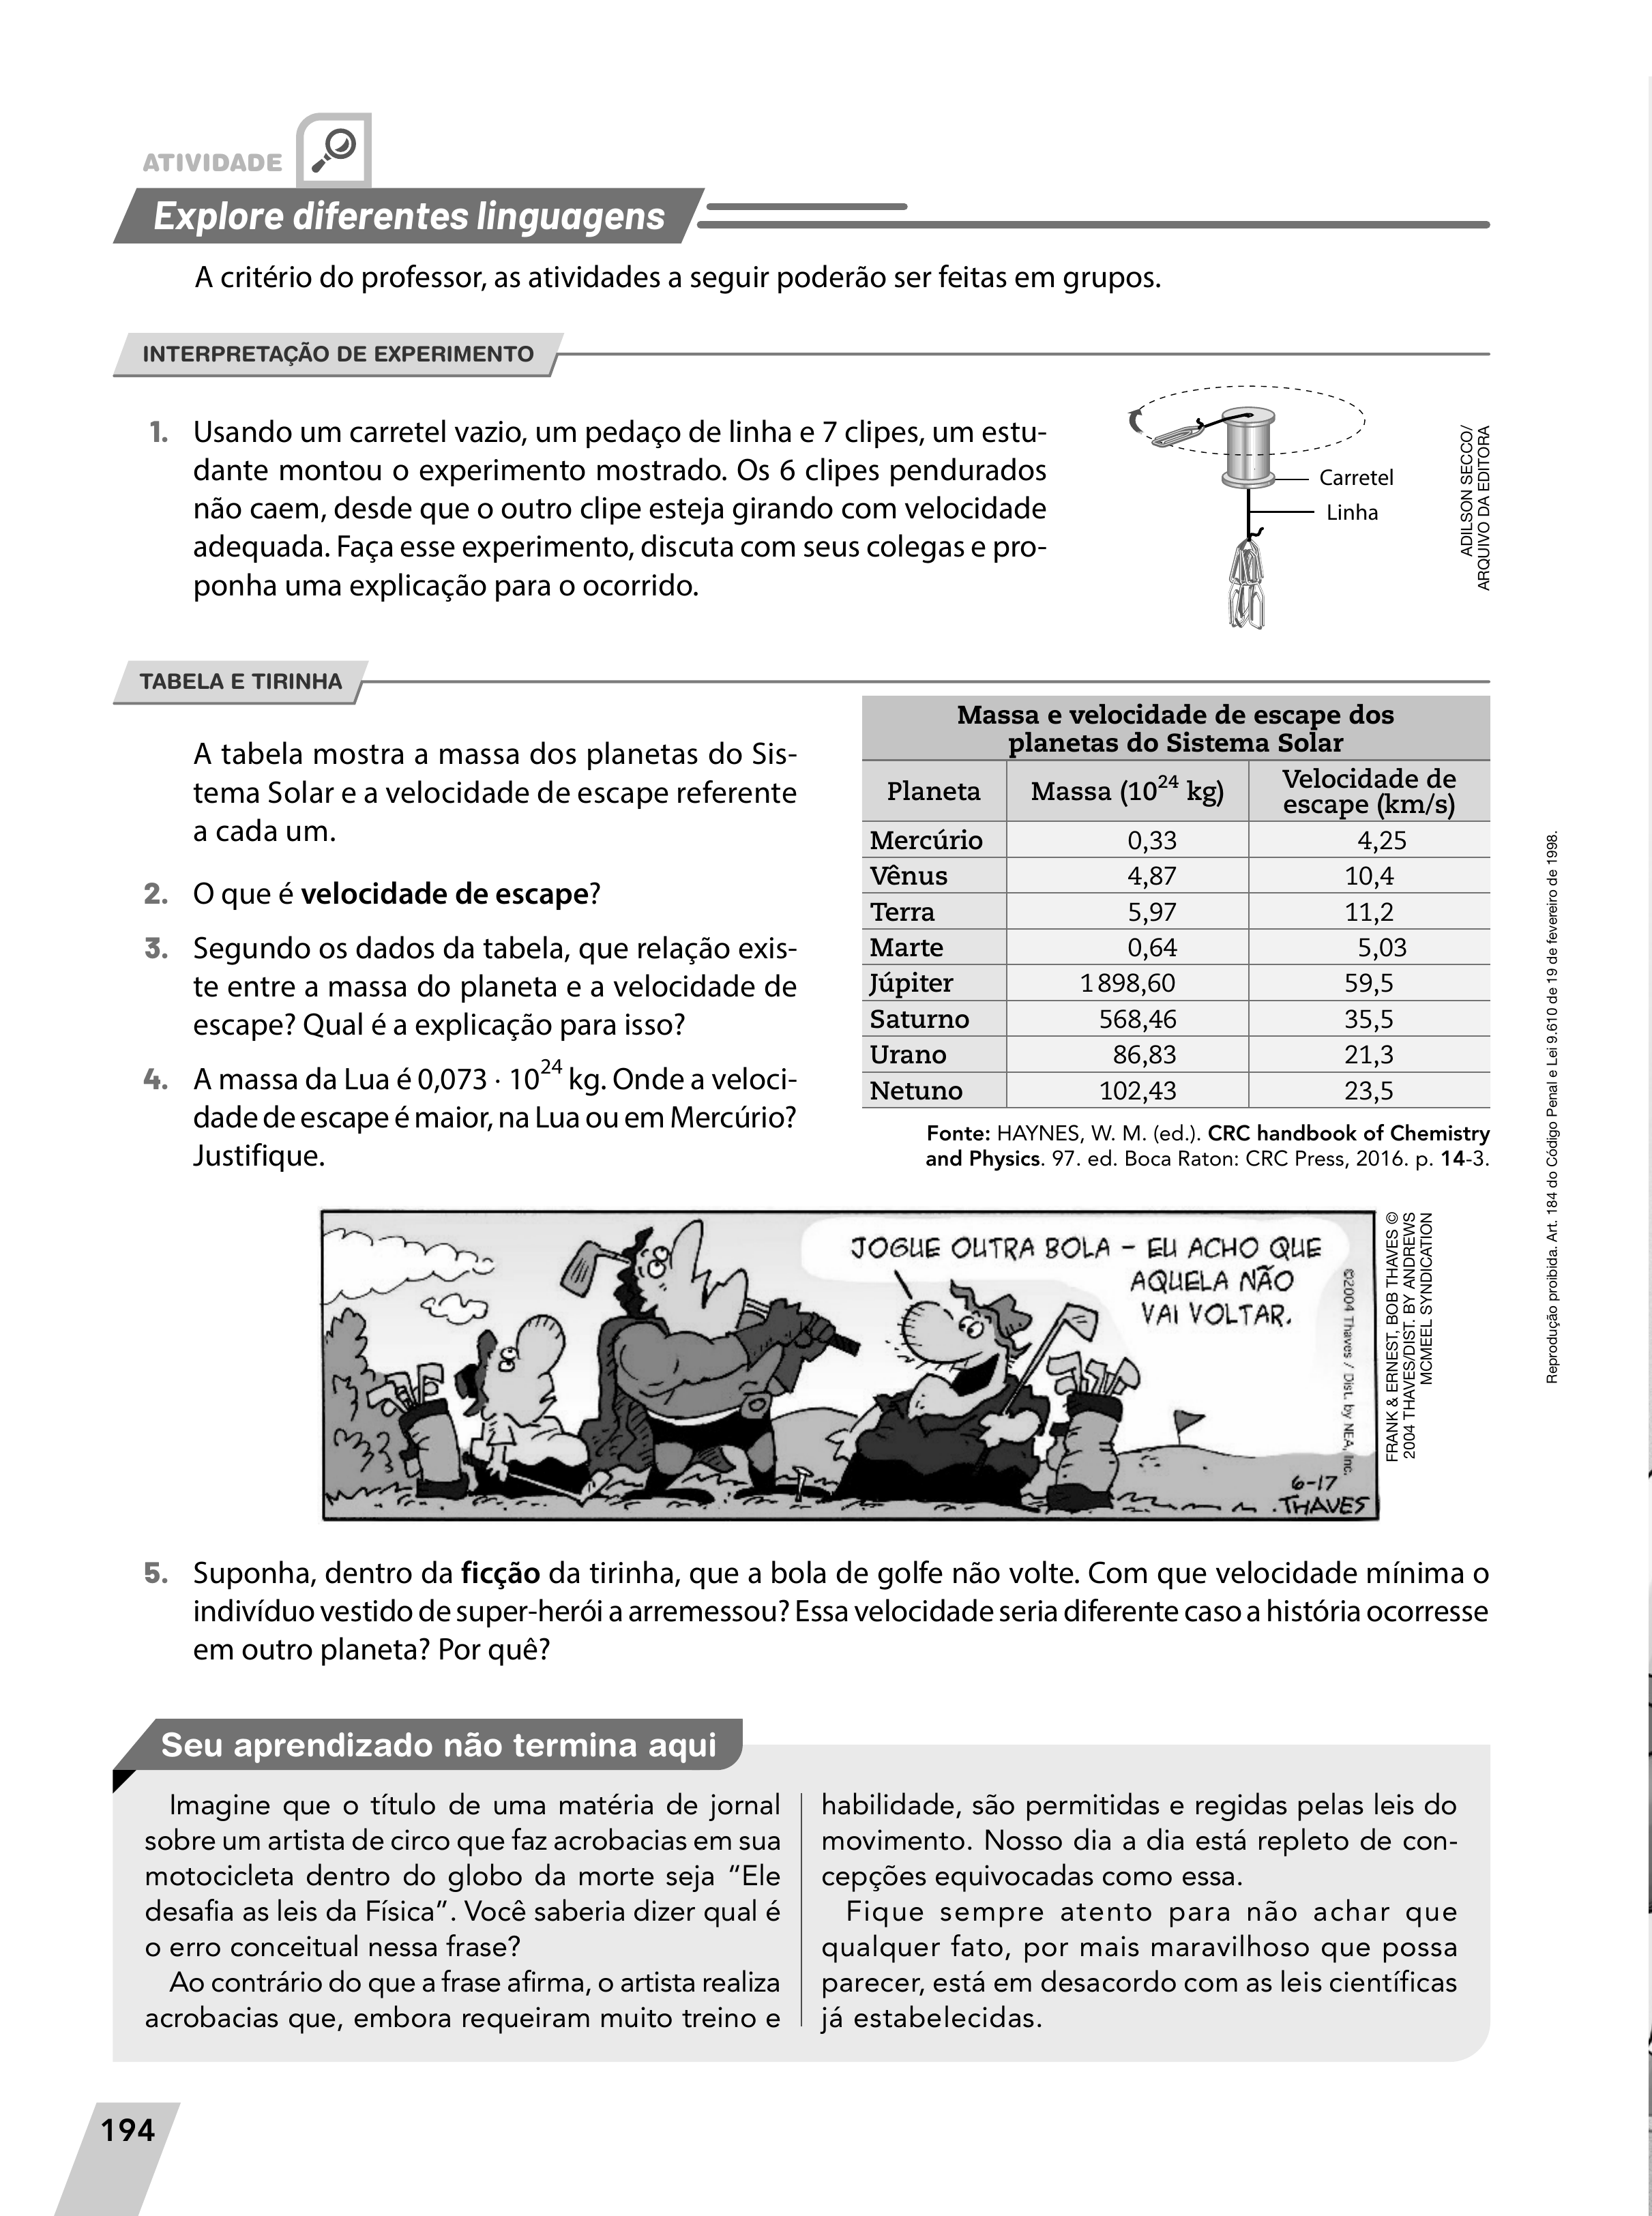 ATIVIDADE
Explore diferentes linguagens
A critério do professor, as atividades a seguir poderão ser feitas em grupos.
INTERPRETAÇÃO DE EXPERIMENTO
1. Usando um carretel vazio, um pedaço de linha e 7 clipes, um estu-
dante montou o experimento mostrado. Os 6 clipes pendurados
não caem, desde que o outro clipe esteja girando com velocidade
adequada. Faça esse experimento, discuta com seus colegas e pro-
ponha uma explicação para o ocorrido.
Carretel
Linha
ADILSON SECCO/
ARQUIVO DA EDITORA
TABELA E TIRINHA
A tabela mostra a massa dos planetas do Sis-
tema Solar e a velocidade de escape referente
a cada um.
2. O que é velocidade de escape?
3. Segundo os dados da tabela, que relação exis-
te entre a massa do planeta e a velocidade de
escape? Qual é a explicação para isso?
4. A massa da Lua é 0,073 · 10²⁴ kg. Onde a veloci-
dade de escape é maior, na Lua ou em Mercúrio?
Justifique.
Massa e velocidade de escape dos
planetas do Sistema Solar
Planeta Massa (10²⁴ kg) Velocidade de
escape (km/s)
Mercúrio 0,33 4,25
Vênus 4,87 10,4
Terra 5,97 11,2
Marte 0,64 5,03
Júpiter 1 898,60 59,5
Saturno 568,46 35,5
Urano 86,83 21,3
Netuno 102,43 23,5
Fonte: HAYNES, W. M. (ed.). CRC handbook of Chemistry
and Physics. 97. ed. Boca Raton: CRC Press, 2016. p. 14-3.
JOGUE OUTRA BOLA – EU ACHO QUE
AQUELA NÃO
VAI VOLTAR.
©2004 Thaves / Dist. by NEA, Inc.
6-17
THAVES
FRANK & ERNEST, BOB THAVES ©
2004 THAVES/DIST. BY ANDREWS
MCMEEL SYNDICATION
Reprodução proibida. Art. 184 do Código Penal e Lei 9.610 de 19 de fevereiro de 1998.
5. Suponha, dentro da ficção da tirinha, que a bola de golfe não volte. Com que velocidade mínima o
indivíduo vestido de super-herói a arremessou? Essa velocidade seria diferente caso a história ocorresse
em outro planeta? Por quê?
Seu aprendizado não termina aqui
Imagine que o título de uma matéria de jornal
sobre um artista de circo que faz acrobacias em sua
motocicleta dentro do globo da morte seja “Ele
desafia as leis da Física”. Você saberia dizer qual é
o erro conceitual nessa frase?
Ao contrário do que a frase afirma, o artista realiza
acrobacias que, embora requeiram muito treino e
habilidade, são permitidas e regidas pelas leis do
movimento. Nosso dia a dia está repleto de con-
cepções equivocadas como essa.
Fique sempre atento para não achar que
qualquer fato, por mais maravilhoso que possa
parecer, está em desacordo com as leis científicas
já estabelecidas.
194